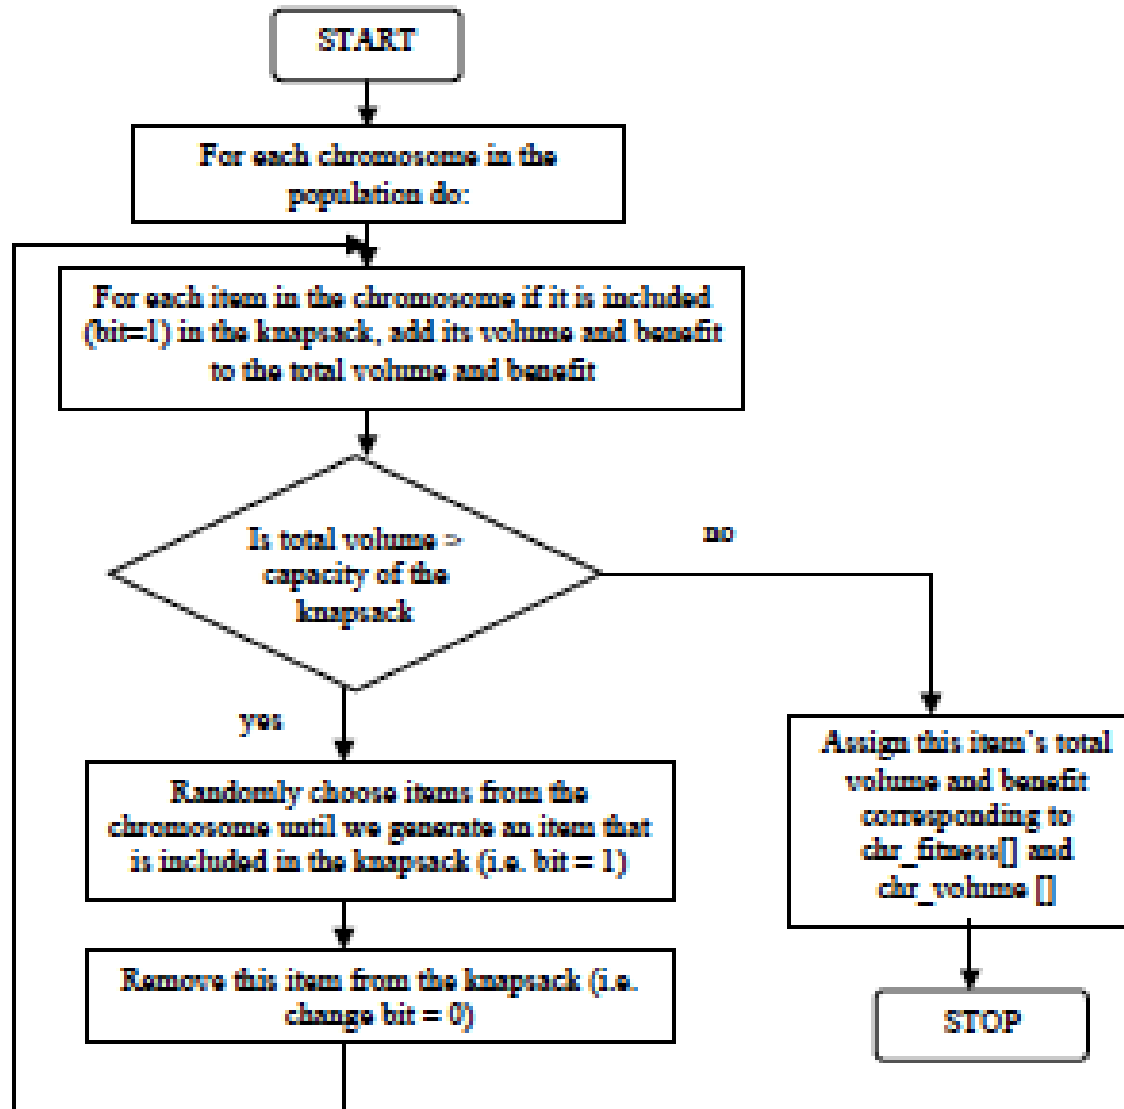 START
For each chromosome in the
population do:
For each item in the chromosome if it is included
(bit=1) in the knapsack, add its volume and benefit
to the total volume and benefit
Is total volume >
capacity of the
knapsack
no
yes
Randomly choose items from the
chromosome until we generate an item that
is included in the knapsack (i.e. bit = 1)
Remove this item from the knapsack (i.e.
change bit = 0)
Assign this item's total
volume and benefit
corresponding to
chr_fitness[] and
chr_volume []
STOP